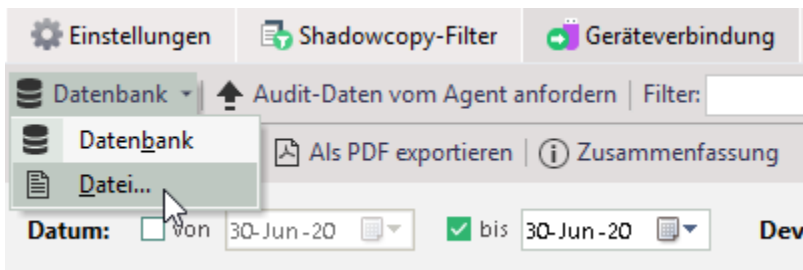 Einstellungen Shadowcopy-Filter Geräteverbindung
Datenbank Audit-Daten vom Agent anfordern | Filter:
Datenbank
Als PDF exportieren Zusammenfassung
Datei...
Datum: von 30-Jun-20 bis 30-Jun-20 Dev